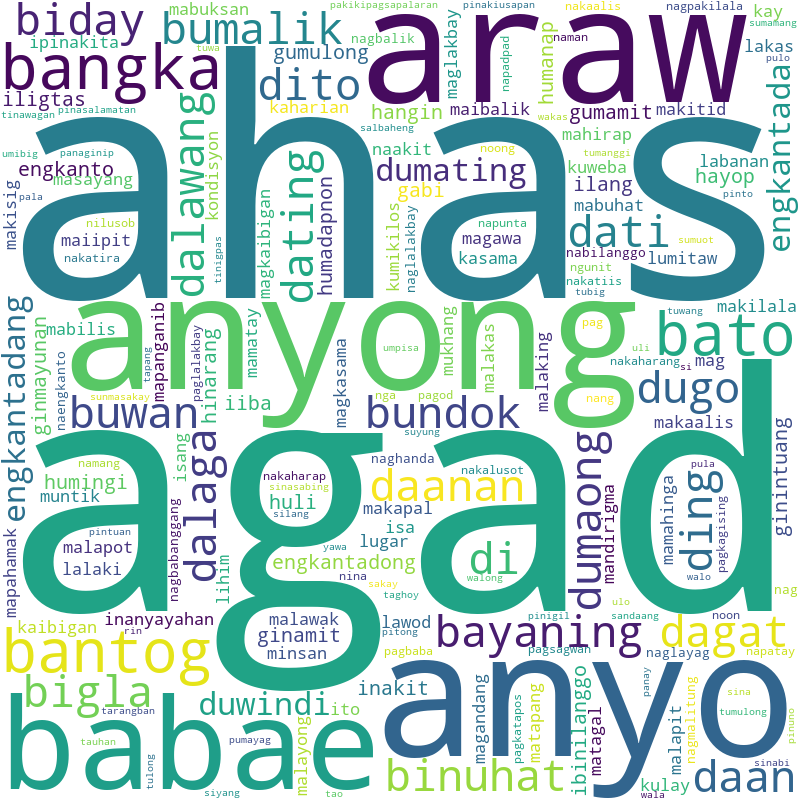 ahas
agad
araw
anyong
anyo
babae
bangka
biday
bumalik
dito
dalawang
dating
dati
bato
buwan
bundok
dugo
dalaga
daanan
di
dumaong
ding
bantog
bigla
duwindi
bayaning
dagat
daan
binuhat
dumating
engkantada
engkantadang
engkantadong
engkanto
mabuksan
ipinakita
tuwa
nagbalik
gumulong
pakikipagsapalaran
pinakiusapan
maglakbay
napadpad
nakaalis
humanap
naman
nagpakilala
kay
sumamang
lakas
pulo
iligtas
tinawagan
pinasalamatan
kaharian
hangin
salbaheng
maibalik
gumamit
wakas
makitid
mahirap
umibig
panaginip
masayang
kondisyon
naakit
noong
tumanggi
kuweba
ilang
labanan
hayop
pinto
makisig
pala
nilusob
maiipit
nakatira
tinigpas
magkaibigan
humadapnon
kumikilos
naglalakbay
gabi
napunta
magawa
kasama
mabuhat
nabilanggo
ngunit
nakatiis
tubig
sumuot
lumitaw
ginmayunan
mabilis
naengkanto
tapang
sunmasakay
mapanganib
paglalakbay
hinarang
mamatay
iiba
umpisa
magkasama
mukhang
malakas
nga
pagod
malaking
pag
uli
nang
tuwang
nakaharang
si
mag
makilala
suyung
naghanda
nakalusot
makaalis
isang
namang
humingi
muntik
pintuan
malapot
lalaki
mapahamak
nagbabanggang
lihim
nakaharap
sinasabing
huli
silang
makapal
isa
lugar
yawa
nina
sakay
taghoy
walong
mandirigma
mamahinga
pula
pagkagising
walo
ginintuang
nag
inanyayahan
rin
kaibigan
malawak
ginamit
minsan
lawod
pitong
pagbaba
inakit
pinigil
ulo
sandaang
noon
pagsagwan
naglayag
napatay
tarangban
tauhan
pumayag
tulong
siyang
malayong
ito
tao
magandang
pagkatapos
matapang
ibinilanggo
matagal
panay
nagmalitung
malapit
kulay
wala
sina
tumulong
sinabi
pinuno